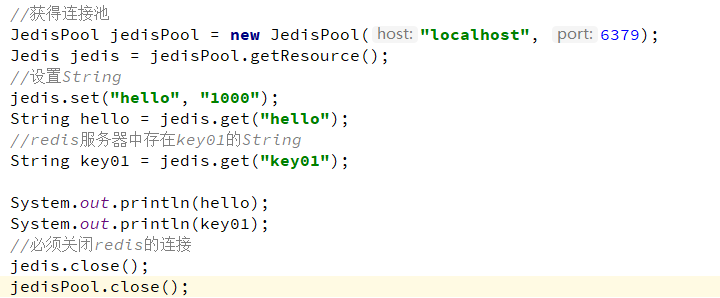 //获得连接池
JedisPool jedisPool = new JedisPool( host: "localhost", port: 6379);
Jedis jedis = jedisPool.getResource();
//设置String
jedis.set("hello", "1000");
String hello = jedis.get("hello");
//redis服务器中存在key01的String
String key01 = jedis.get("key01");
System.out.println(hello);
System.out.println(key01);
//必须关闭redis的连接
jedis.close();
jedisPool.close();